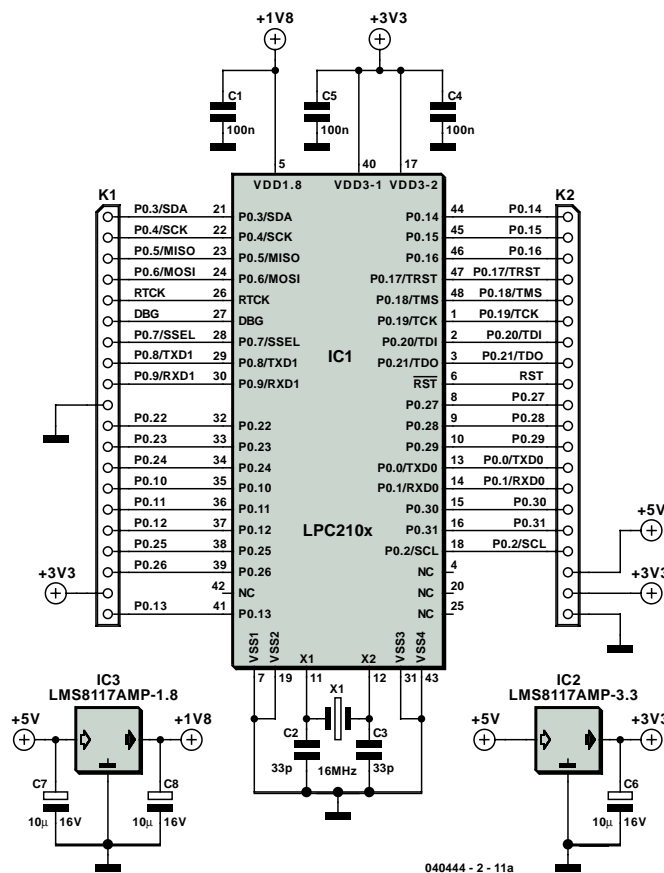 +1V8
+3V3
C1
100n
C5
100n
C4
100n
5
40
17
VDD1.8
VDD3-1
VDD3-2
K1
K2
P0.3/SDA 21 P0.3/SDA
P0.4/SCK 22 P0.4/SCK
P0.5/MISO 23 P0.5/MISO
P0.6/MOSI 24 P0.6/MOSI
RTCK 26 RTCK
DBG 27 DBG
P0.7/SSEL 28 P0.7/SSEL
P0.8/TXD1 29 P0.8/TXD1
P0.9/RXD1 30 P0.9/RXD1
P0.22 32 P0.22
P0.23 33 P0.23
P0.24 34 P0.24
P0.10 35 P0.10
P0.11 36 P0.11
P0.12 37 P0.12
P0.25 38 P0.25
P0.26 39 P0.26
+3V3 42 NC
P0.13 41 P0.13
IC1
LPC210x
P0.14 44 P0.14
P0.15 45 P0.15
P0.16 46 P0.16
P0.17/TRST 47 P0.17/TRST
P0.18/TMS 48 P0.18/TMS
P0.19/TCK 1 P0.19/TCK
P0.20/TDI 2 P0.20/TDI
P0.21/TDO 3 P0.21/TDO
RST 6 RST
P0.27 8 P0.27
P0.28 9 P0.28
P0.29 10 P0.29
P0.0/TXD0 13 P0.0/TXD0
P0.1/RXD0 14 P0.1/RXD0
P0.30 15 P0.30
P0.31 16 P0.31
P0.2/SCL 18 P0.2/SCL
NC 4
NC 20
NC 25
+5V
+3V3
VSS1
VSS2
X1
X2
VSS3
VSS4
7
19
11
12
31
43
X1
C2
33p
16MHz
C3
33p
IC3
LMS8117AMP-1.8
+5V
+1V8
C7
10µ 16V
C8
10µ 16V
IC2
LMS8117AMP-3.3
+5V
+3V3
C6
10µ 16V
040444 - 2 - 11a